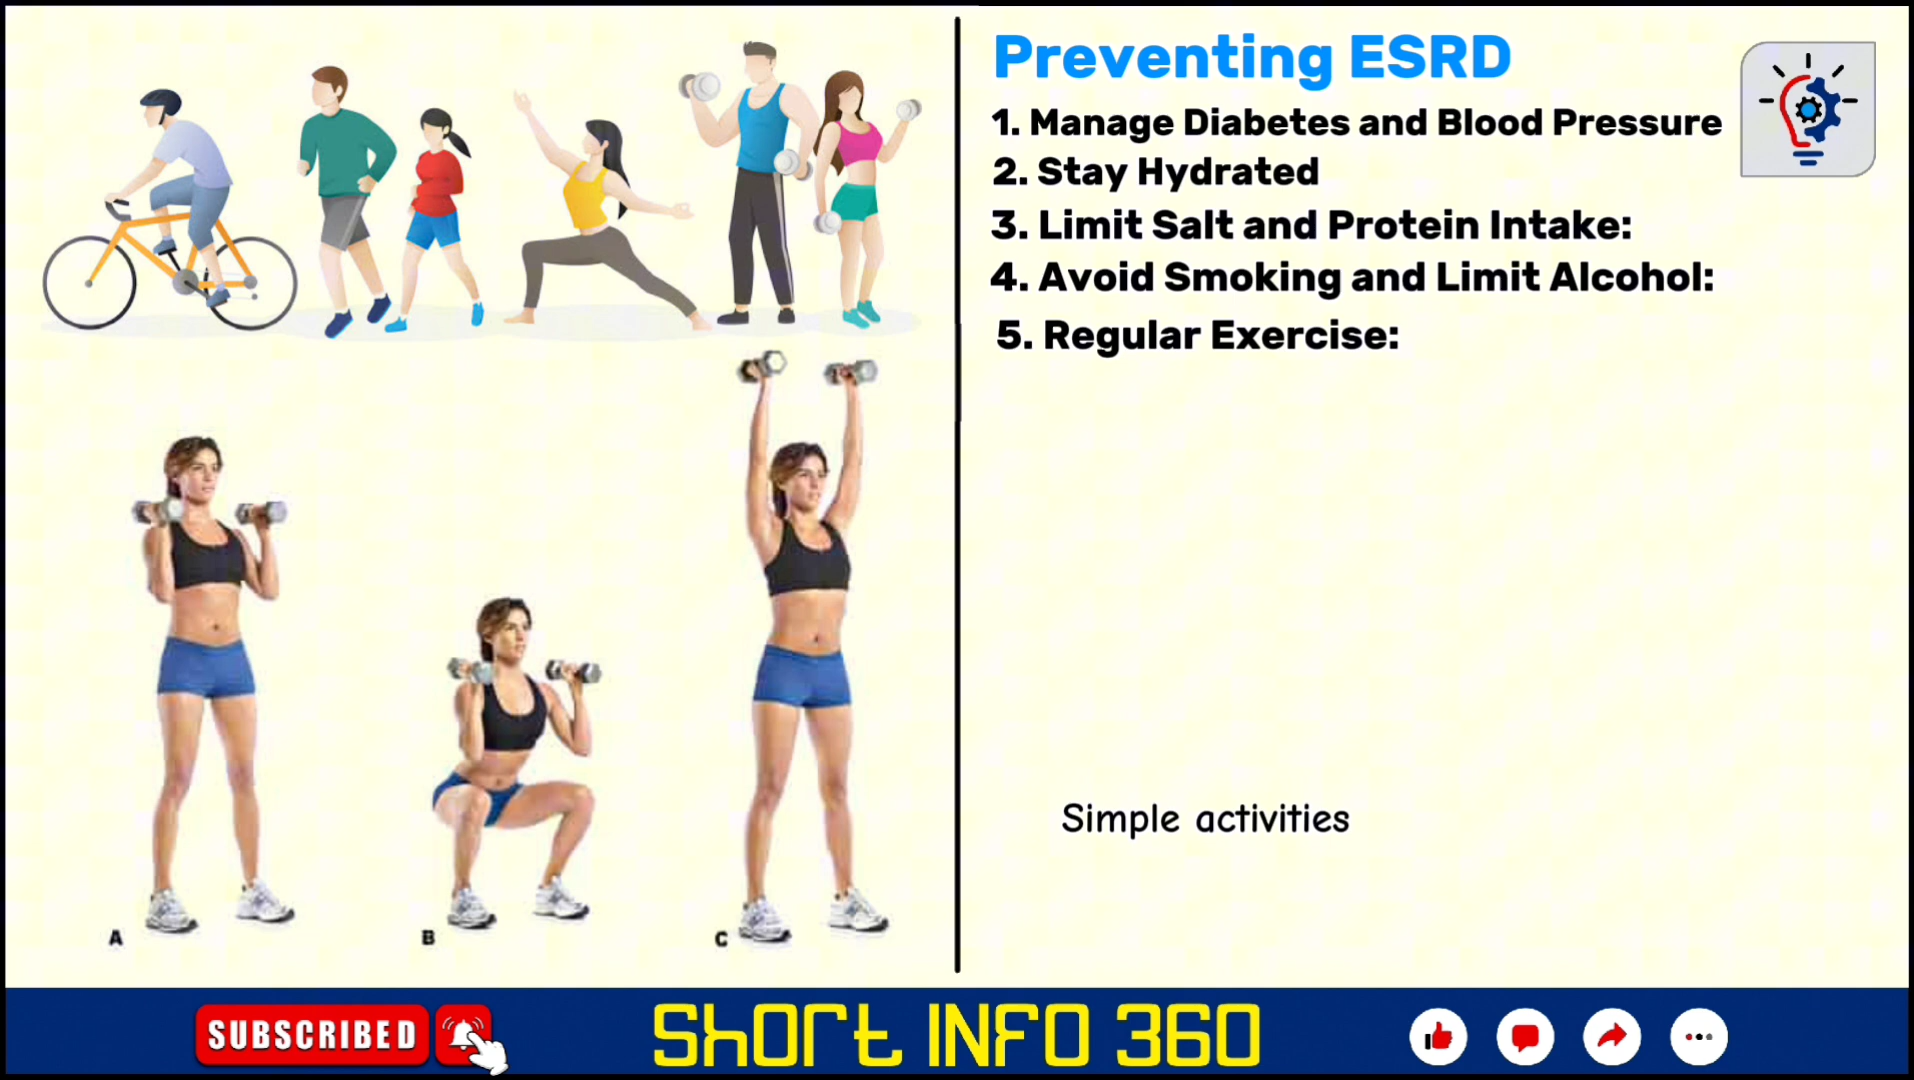 Preventing ESRD
1. Manage Diabetes and Blood Pressure
2. Stay Hydrated
3. Limit Salt and Protein Intake:
4. Avoid Smoking and Limit Alcohol:
5. Regular Exercise:
Simple activities
A
B
C
SUBSCRIBED
Short INFO 360